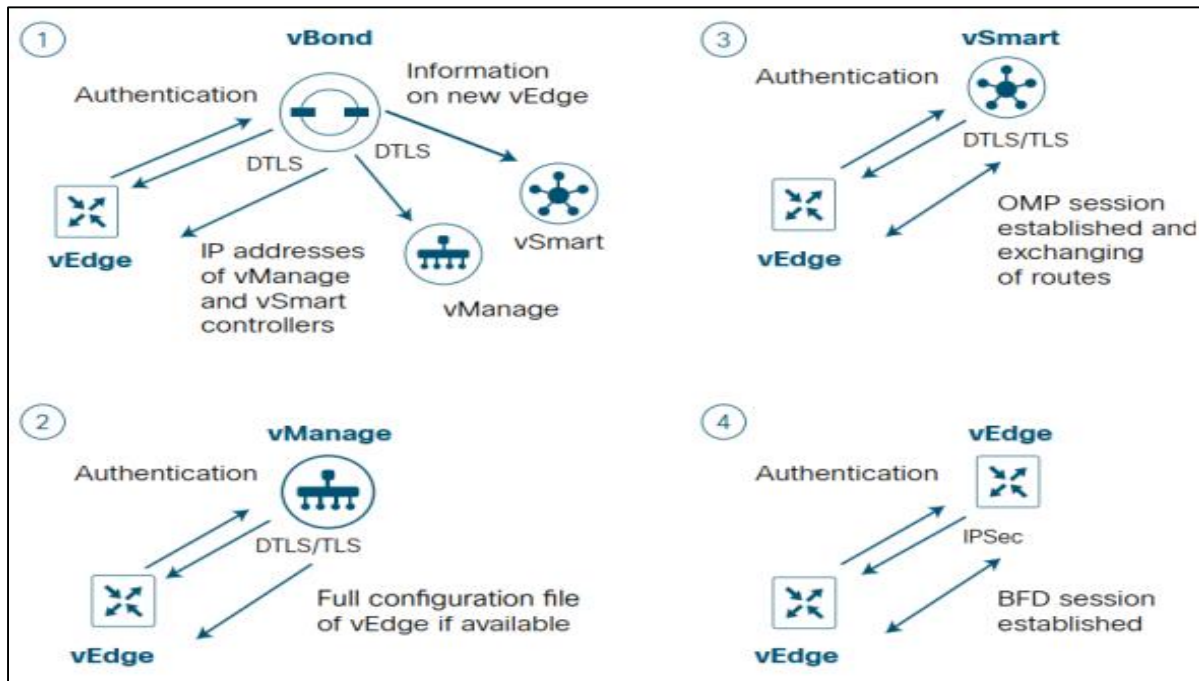 1
vBond
Authentication
Information
on new vEdge
DTLS
DTLS
vEdge
IP addresses
of vManage
and vSmart
controllers
vSmart
vManage
2
vManage
Authentication
DTLS/TLS
vEdge
Full configuration file
of vEdge if available
3
vSmart
Authentication
DTLS/TLS
vEdge
OMP session
established and
exchanging
of routes
4
vEdge
Authentication
IPSec
vEdge
BFD session
established